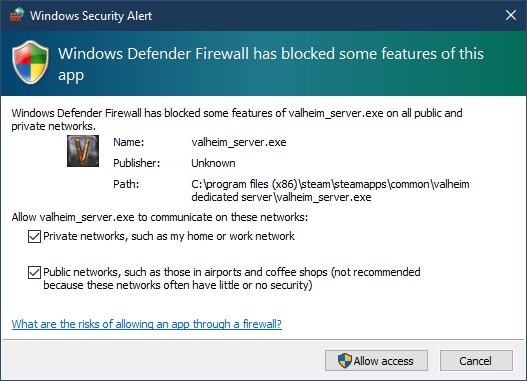 Windows Security Alert
Windows Defender Firewall has blocked some features of this
app
Windows Defender Firewall has blocked some features of valheim_server.exe on all public and
private networks.
Name: valheim_server.exe
Publisher: Unknown
Path: C:\program files (x86)\steam\steamapps\common\valheim
dedicated server\valheim_server.exe
Allow valheim_server.exe to communicate on these networks:
Private networks, such as my home or work network
Public networks, such as those in airports and coffee shops (not recommended
because these networks often have little or no security)
What are the risks of allowing an app through a firewall?
Allow access Cancel